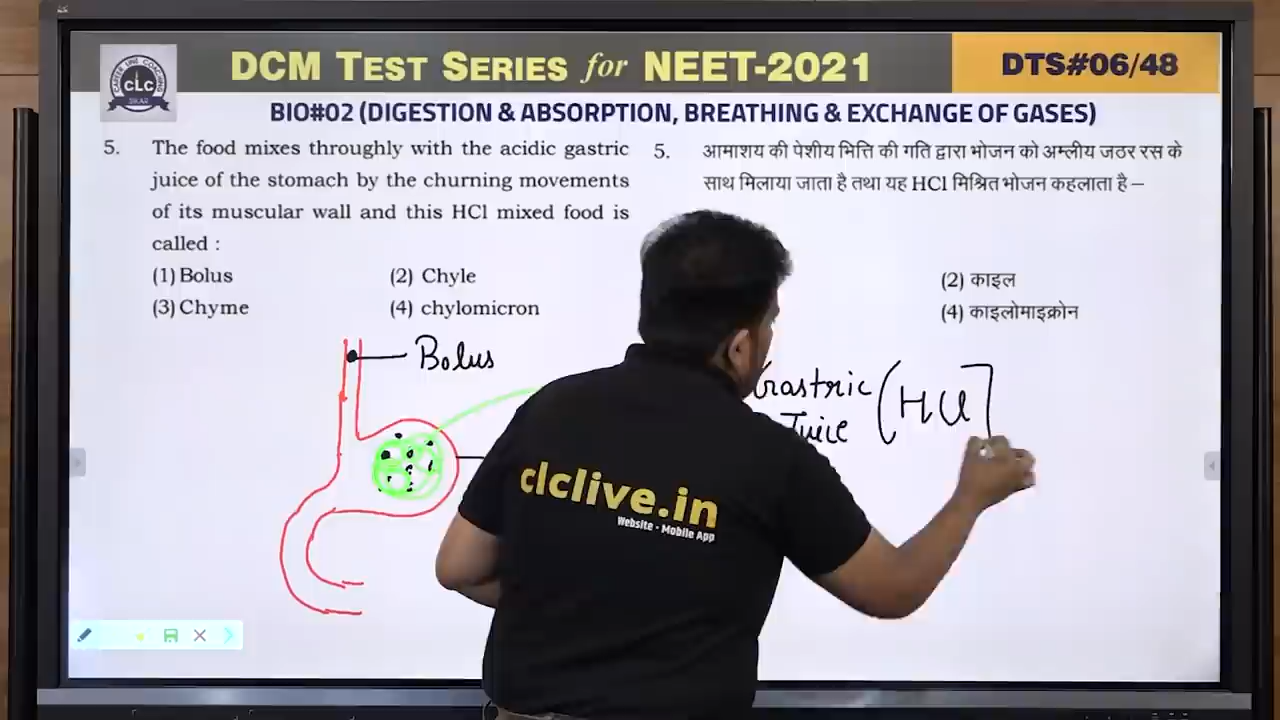 DCM TEST SERIES for NEET-2021
DTS#06/48
CLC
SIKAR
BIO#02 (DIGESTION & ABSORPTION, BREATHING & EXCHANGE OF GASES)
5. The food mixes throughly with the acidic gastric
juice of the stomach by the churning movements
of its muscular wall and this HCl mixed food is
called :
(1) Bolus (2) Chyle
(3) Chyme (4) chylomicron
5. आमाशय की पेशीय भित्ति की गति द्वारा भोजन को अम्लीय जठर रस के
साथ मिलाया जाता है तथा यह HCl मिश्रित भोजन कहलाता है –
(2) काइल
(4) काइलोमाइक्रोन
Bolus
Gastric (HCl]
Juice
clclive.in
Website - Mobile App